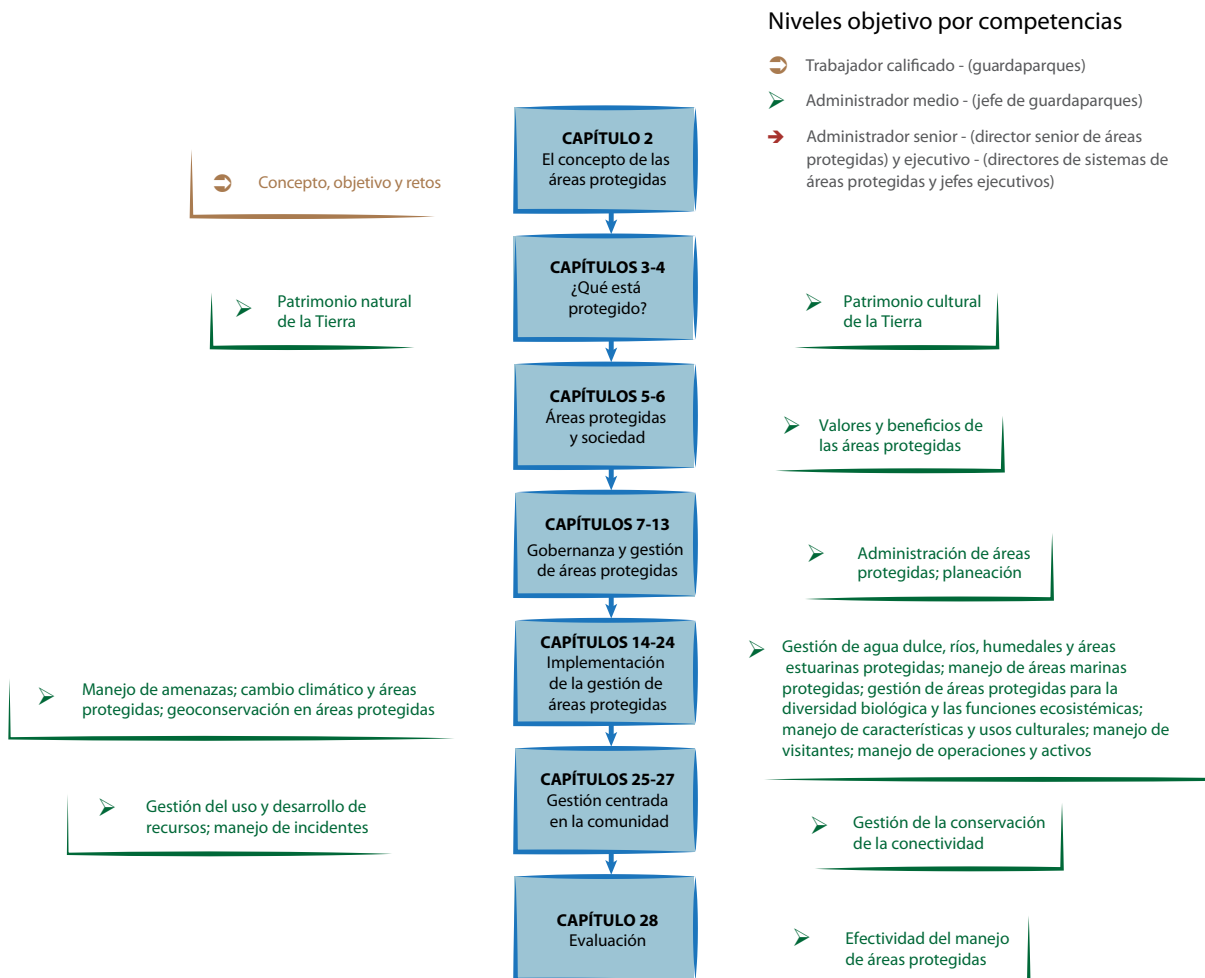 Niveles objetivo por competencias
Trabajador calificado - (guardaparques)
Administrador medio - (jefe de guardaparques)
Administrador senior - (director senior de áreas
protegidas) y ejecutivo - (directores de sistemas de
áreas protegidas y jefes ejecutivos)
CAPÍTULO 2
El concepto de las
áreas protegidas
Concepto, objetivo y retos
CAPÍTULOS 3-4
¿Qué está
protegido?
Patrimonio natural
de la Tierra
Patrimonio cultural
de la Tierra
CAPÍTULOS 5-6
Áreas protegidas
y sociedad
Valores y beneficios de
las áreas protegidas
CAPÍTULOS 7-13
Gobernanza y gestión
de áreas protegidas
Administración de áreas
protegidas; planeación
CAPÍTULOS 14-24
Implementación
de la gestión de
áreas protegidas
Manejo de amenazas; cambio climático y áreas
protegidas; geoconservación en áreas protegidas
Gestión de agua dulce, ríos, humedales y áreas
estuarinas protegidas; manejo de áreas marinas
protegidas; gestión de áreas protegidas para la
diversidad biológica y las funciones ecosistémicas;
manejo de características y usos culturales; manejo de
visitantes; manejo de operaciones y activos
CAPÍTULOS 25-27
Gestión centrada
en la comunidad
Gestión del uso y desarrollo de
recursos; manejo de incidentes
Gestión de la conservación
de la conectividad
CAPÍTULO 28
Evaluación
Efectividad del manejo
de áreas protegidas